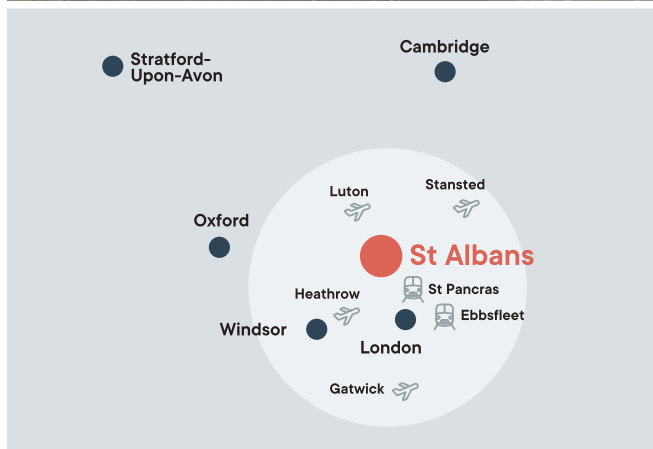 Stratford-
Upon-Avon
Cambridge
Luton
Stansted
Oxford
St Albans
Heathrow
St Pancras
Windsor
Ebbsfleet
London
Gatwick